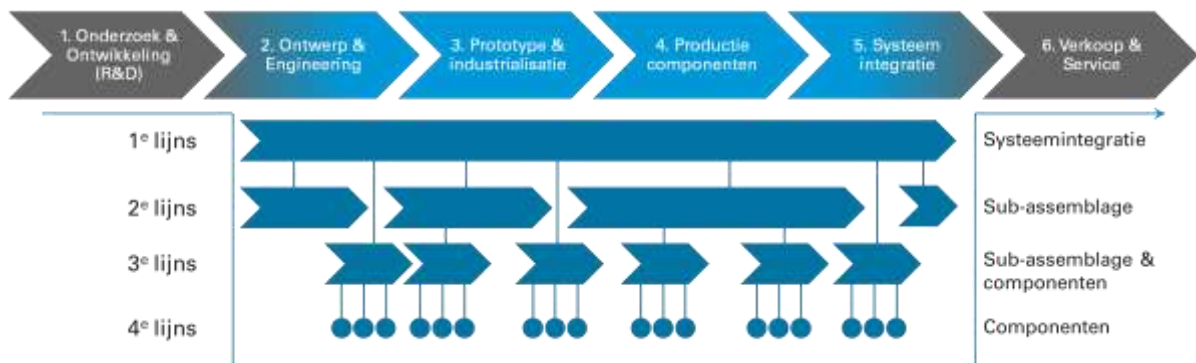 1. Onderzoek &
Ontwikkeling
(R&D)
2. Ontwerp &
Engineering
3. Prototype &
industrialisatie
4. Productie
componenten
5. Systeem
integratie
6. Verkoop &
Service
1e lijns
Systeemintegratie
2e lijns
Sub-assemblage
3e lijns
Sub-assemblage &
componenten
4e lijns
Componenten